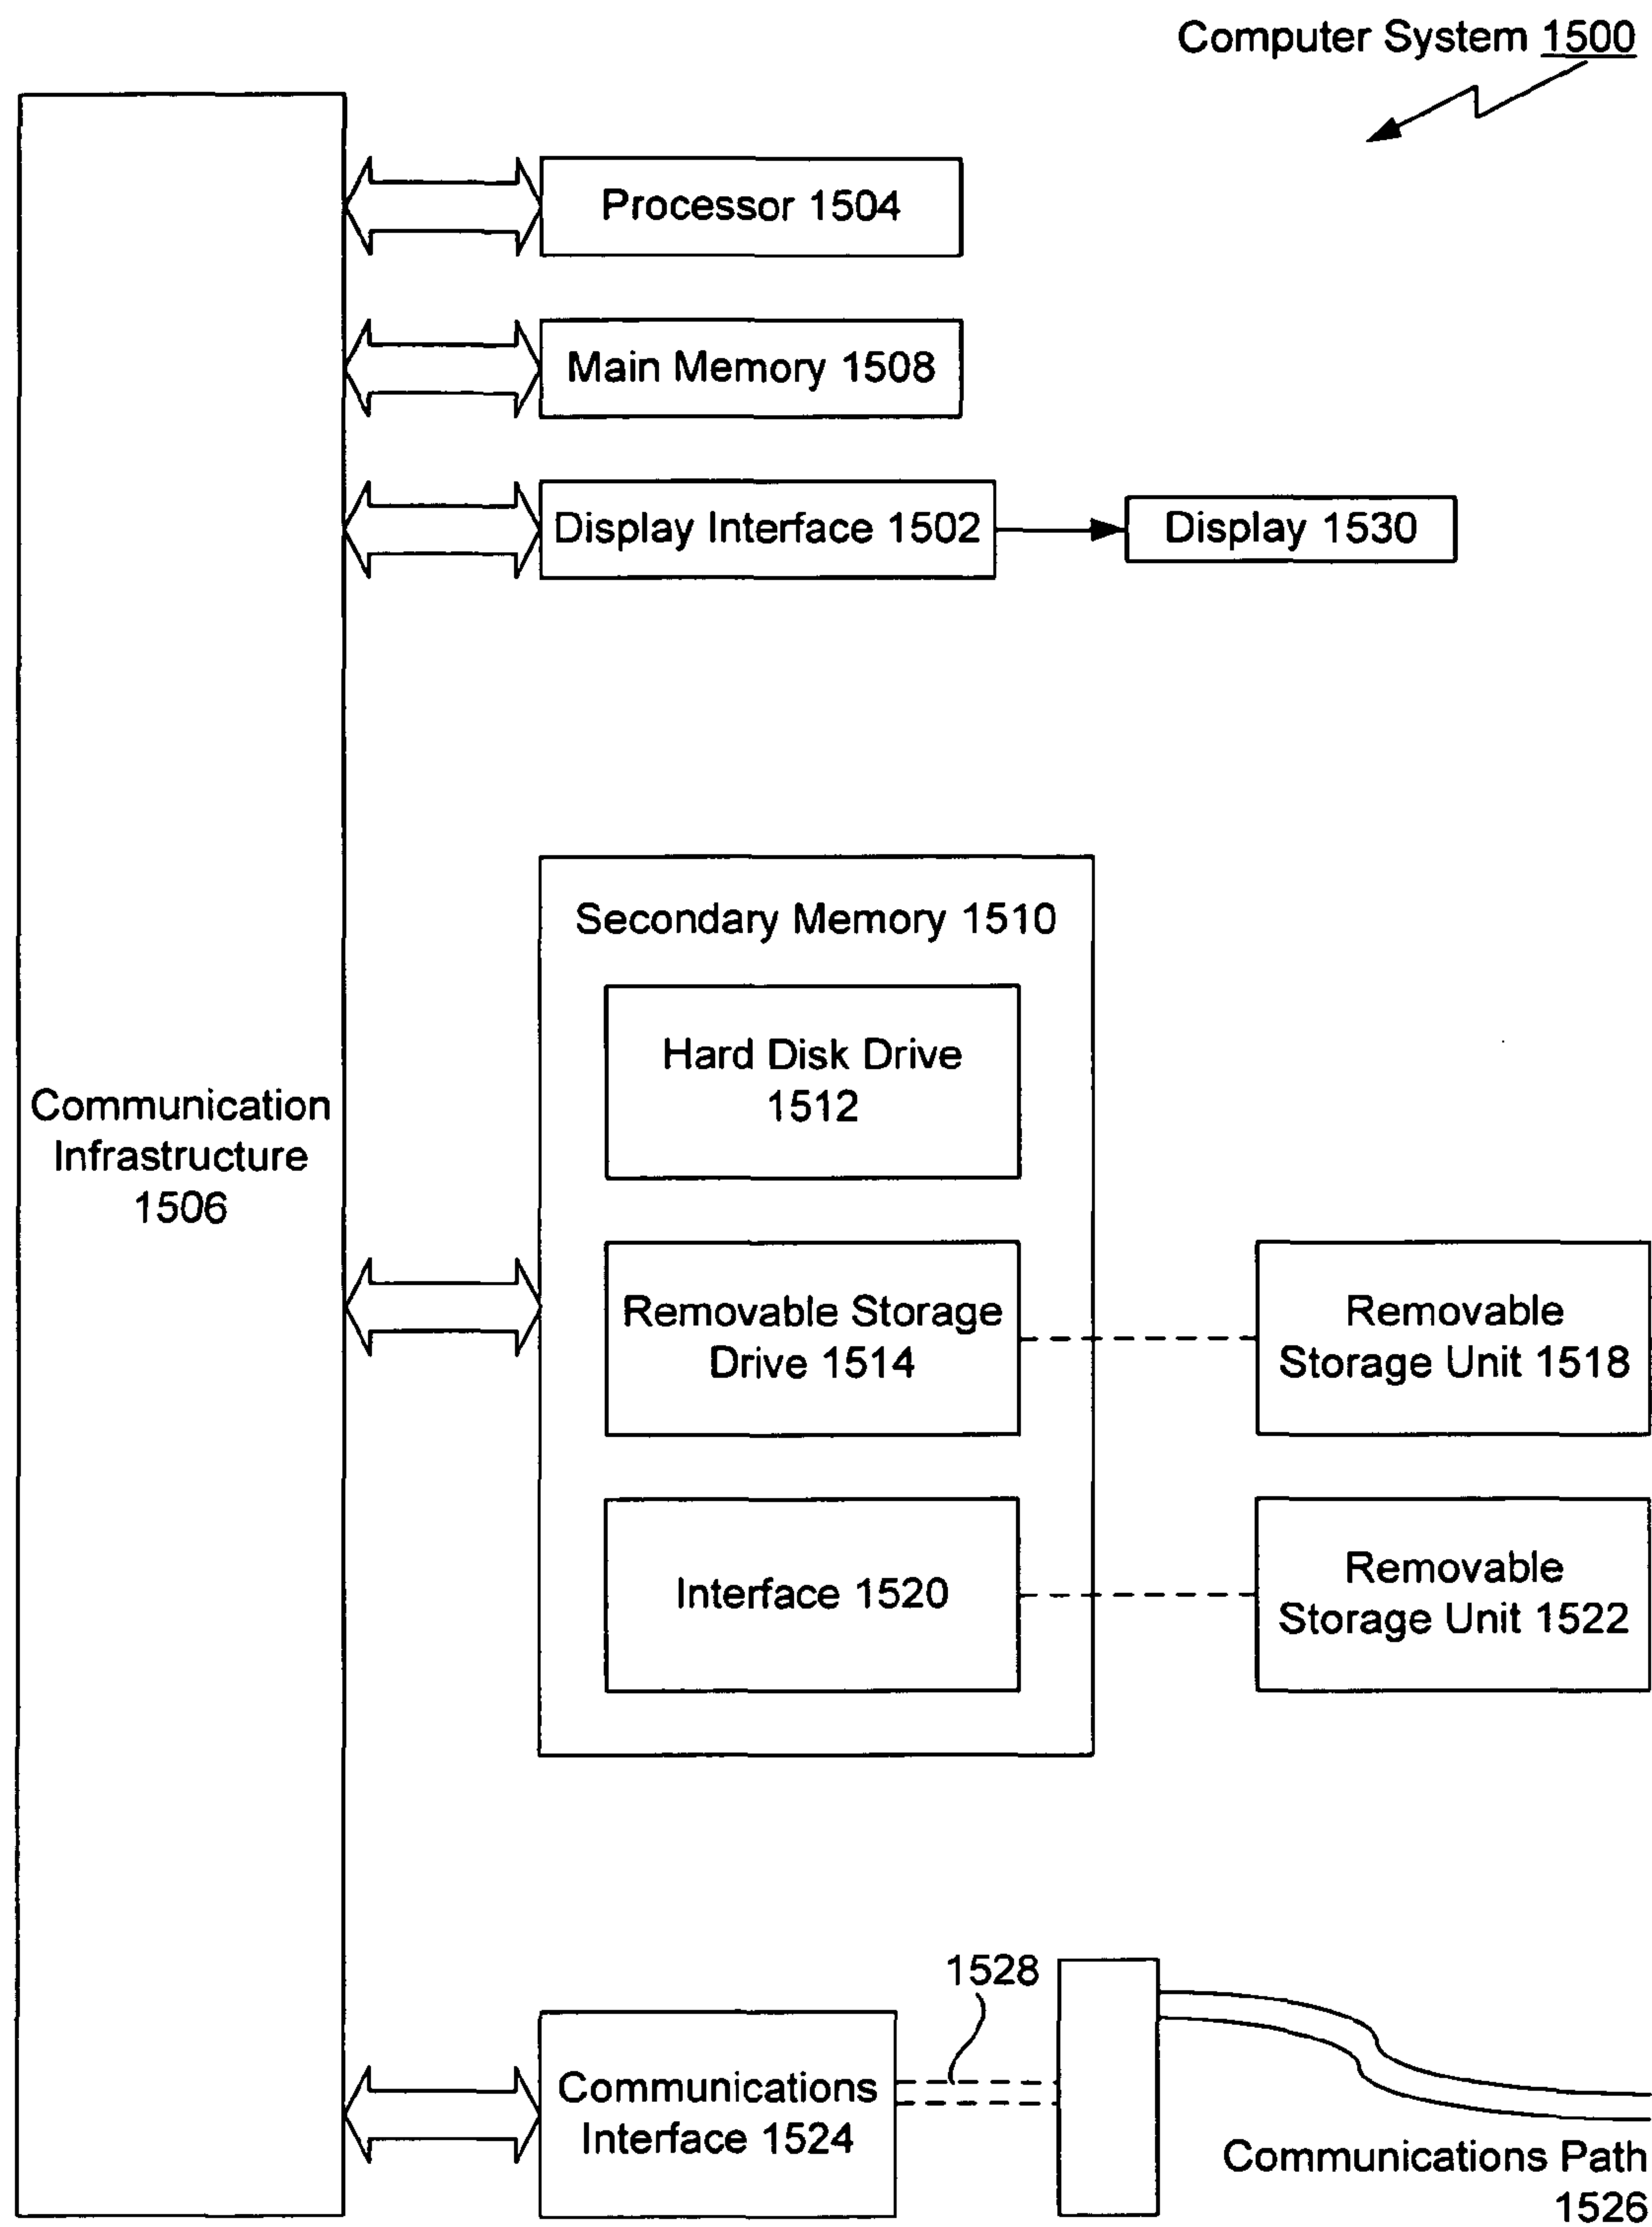 Computer System 1500
Processor 1504
Main Memory 1508
Display Interface 1502
Display 1530
Secondary Memory 1510
Hard Disk Drive
1512
Communication
Infrastructure
1506
Removable Storage
Drive 1514
Removable
Storage Unit 1518
Interface 1520
Removable
Storage Unit 1522
1528
Communications
Interface 1524
Communications Path
1526